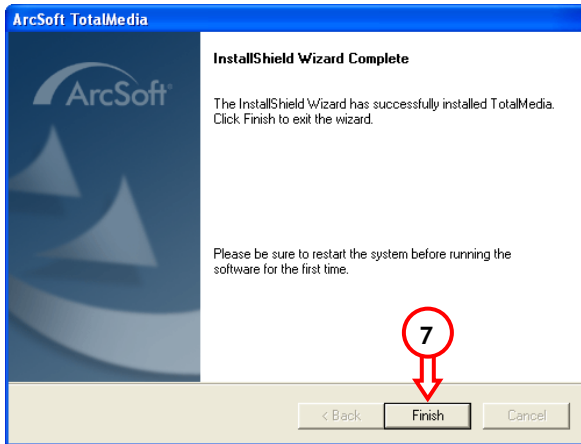 ArcSoft TotalMedia
InstallShield Wizard Complete
ArcSoft®
The InstallShield Wizard has successfully installed TotalMedia.
Click Finish to exit the wizard.
Please be sure to restart the system before running the
software for the first time.
7
< Back Finish Cancel